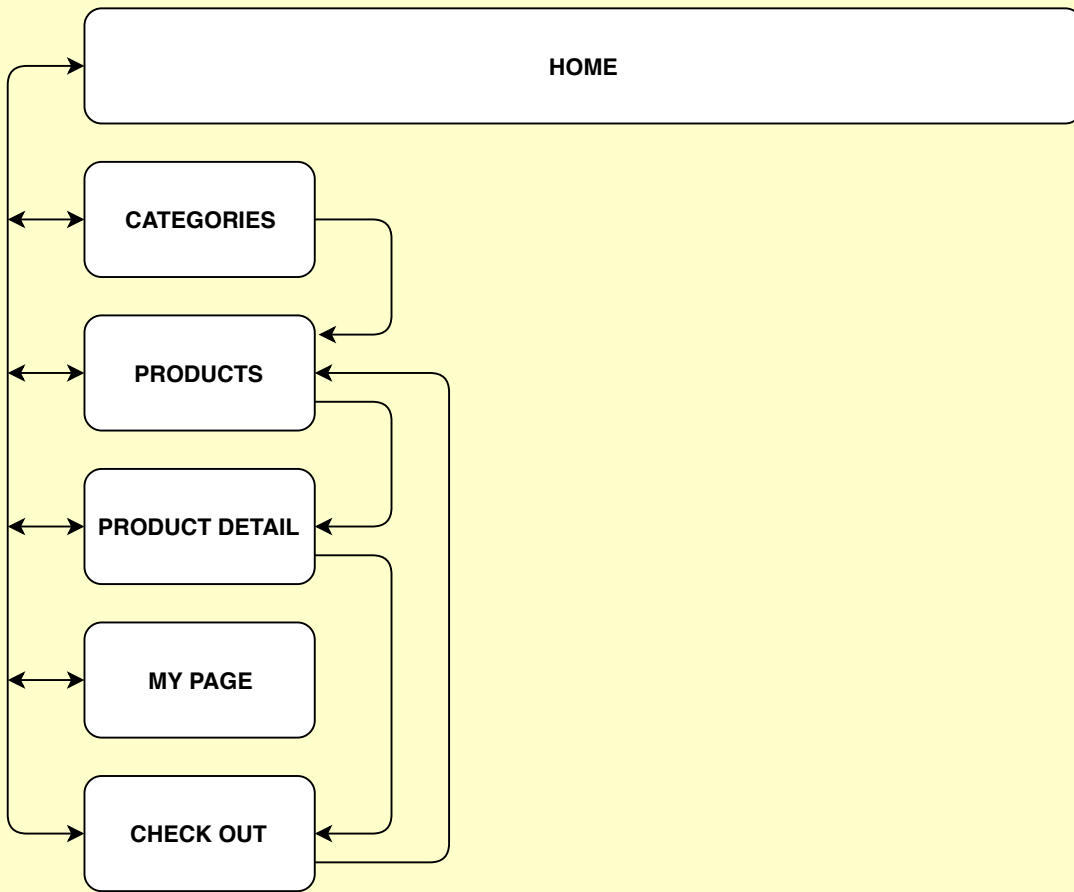 HOME
CATEGORIES
PRODUCTS
PRODUCT DETAIL
MY PAGE
CHECK OUT